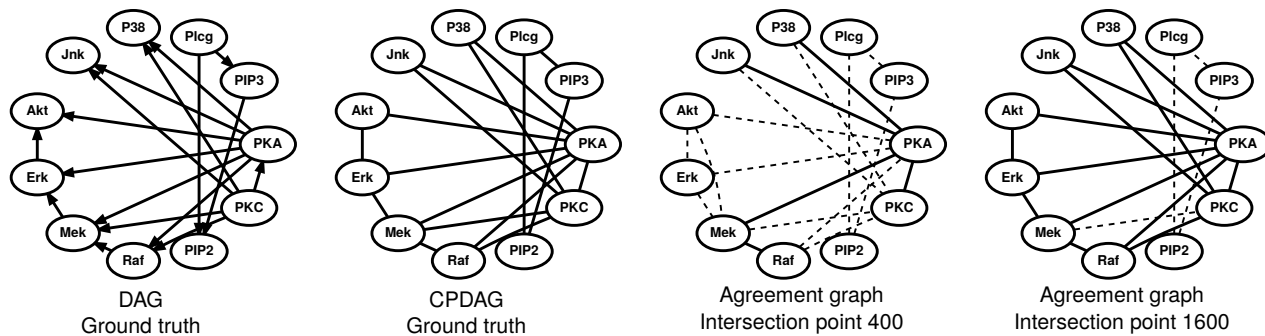 P38
Plcg
Jnk
PIP3
Akt
PKA
Erk
PKC
Mek
PIP2
Raf
DAG
Ground truth
P38
Plcg
Jnk
PIP3
Akt
PKA
Erk
PKC
Mek
PIP2
Raf
CPDAG
Ground truth
P38
Plcg
Jnk
PIP3
Akt
PKA
Erk
PKC
Mek
PIP2
Raf
Agreement graph
Intersection point 400
P38
Plcg
Jnk
PIP3
Akt
PKA
Erk
PKC
Mek
PIP2
Raf
Agreement graph
Intersection point 1600